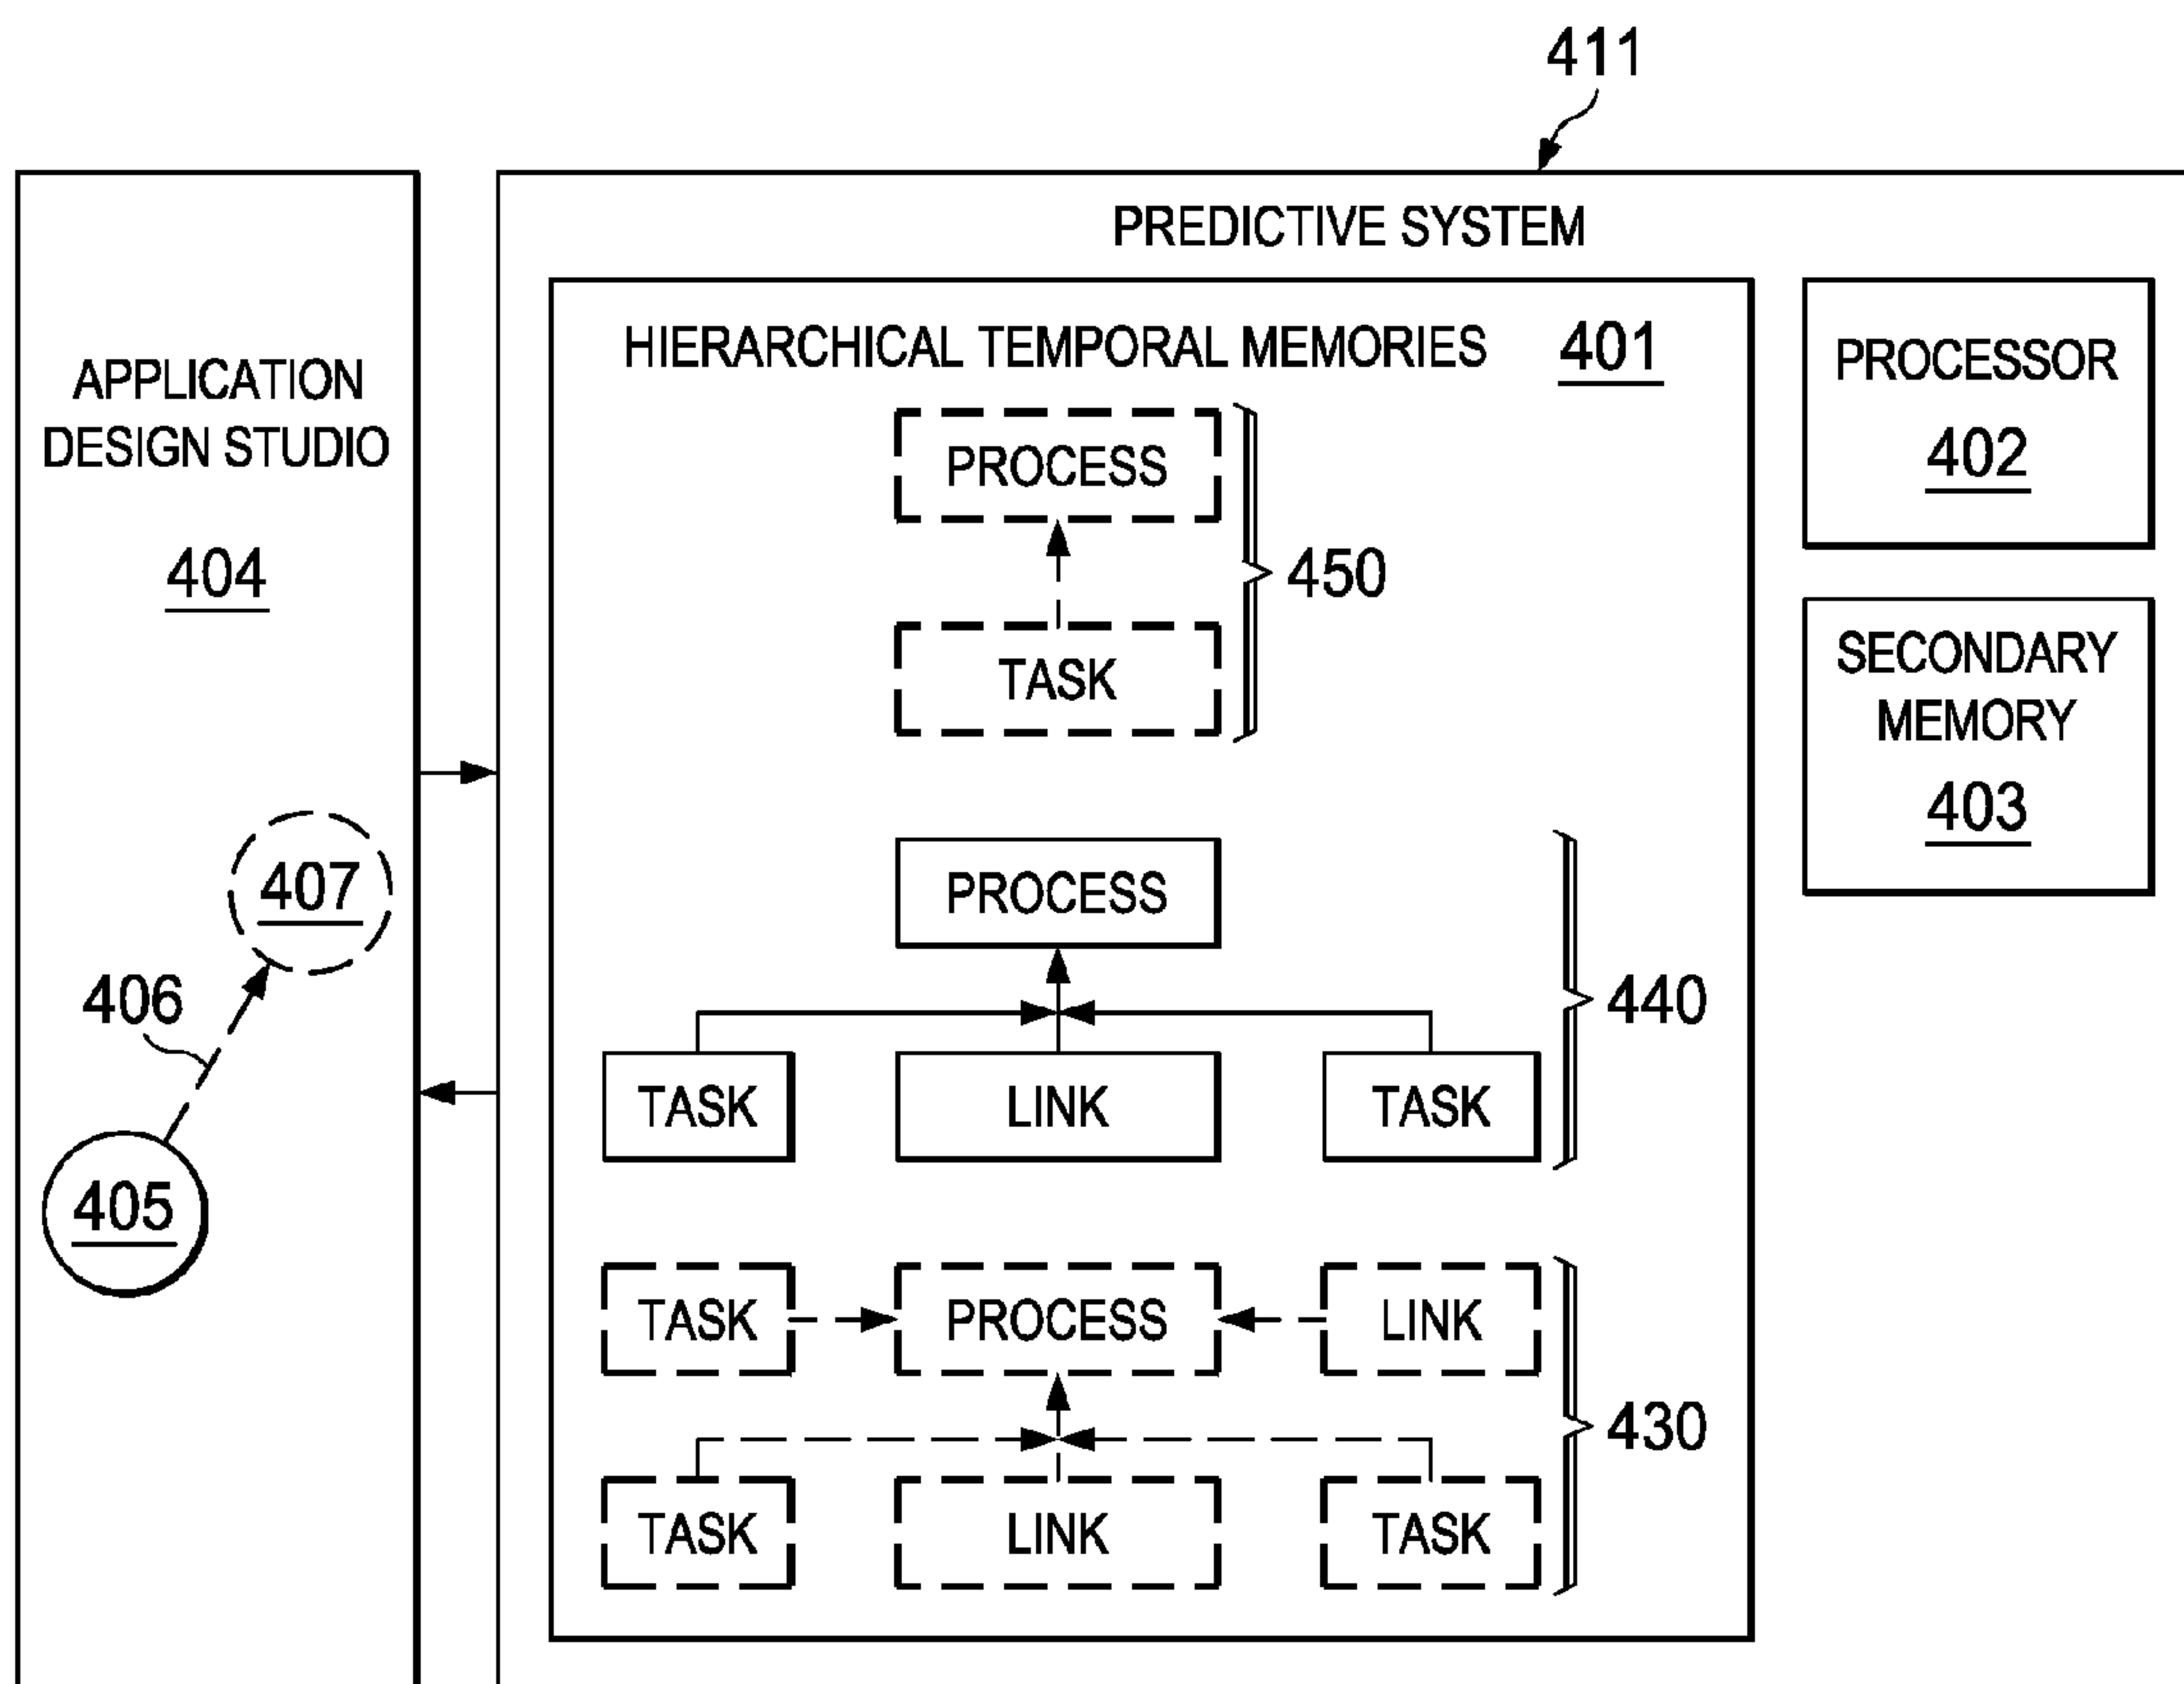 411
APPLICATION
DESIGN STUDIO
404
407
406
405
PREDICTIVE SYSTEM
HIERARCHICAL TEMPORAL MEMORIES 401
PROCESS
TASK
450
PROCESS
TASK LINK TASK
440
TASK PROCESS LINK
TASK LINK TASK
430
PROCESSOR
402
SECONDARY
MEMORY
403